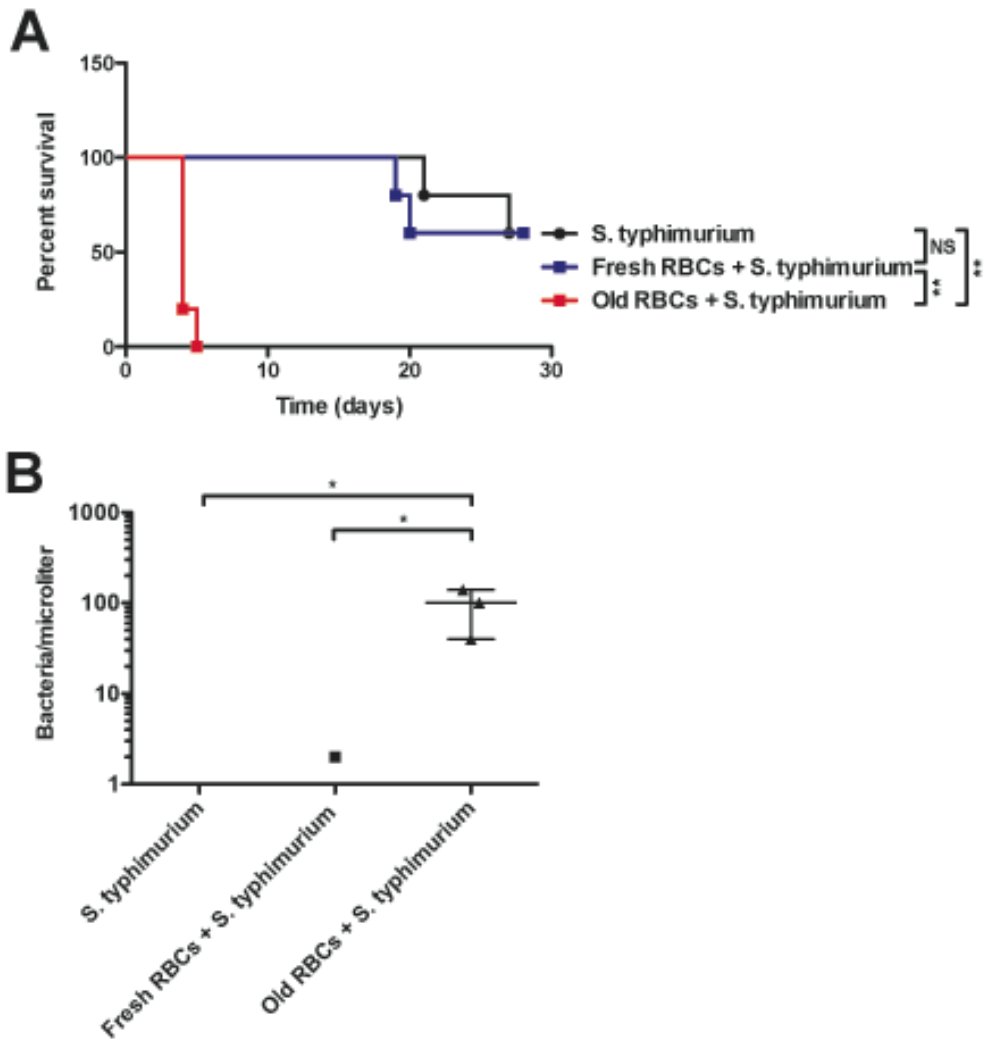 A
150
100
50
0
Percent survival
0 10 20 30
Time (days)
S. typhimurium
Fresh RBCs + S. typhimurium
Old RBCs + S. typhimurium
NS
**
**
B
*
*
1000
100
10
1
Bacteria/microliter
S. typhimurium
Fresh RBCs + S. typhimurium
Old RBCs + S. typhimurium